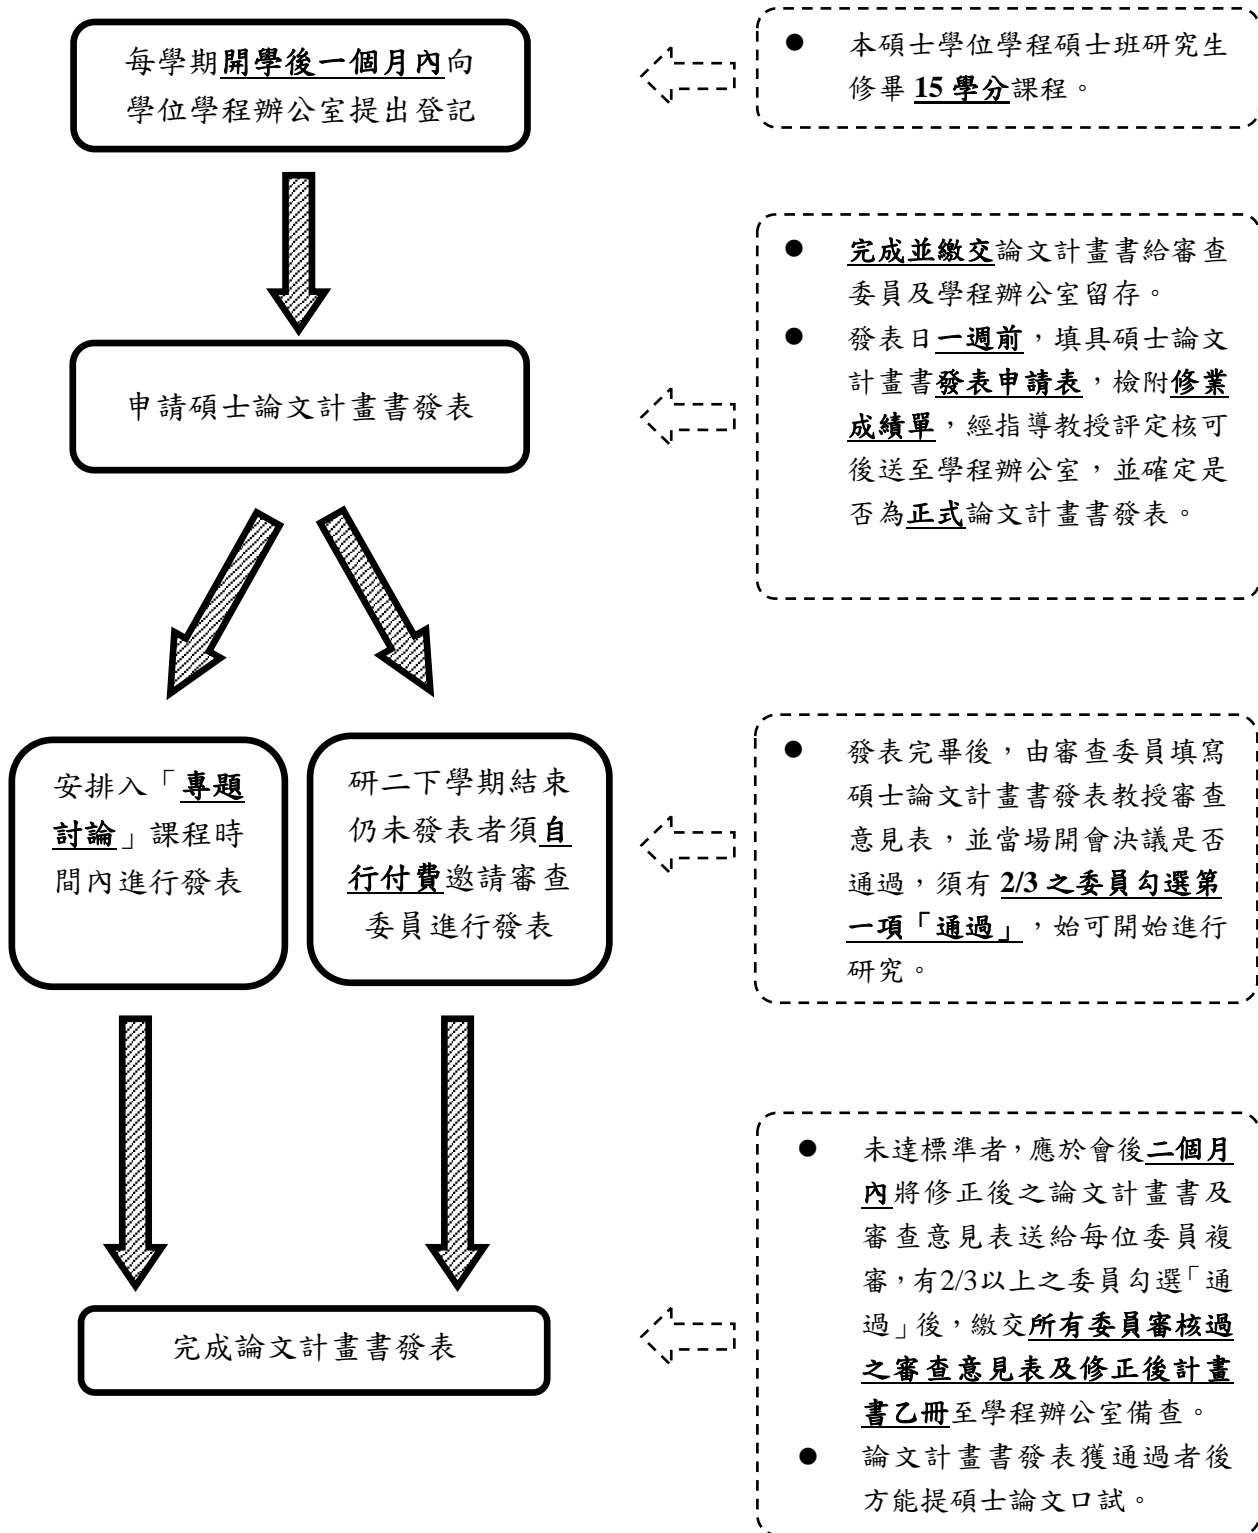 每學期開學後一個月內向
學位學程辦公室提出登記
● 本碩士學位學程碩士班研究生
修畢 15 學分課程。
申請碩士論文計畫書發表
● 完成並繳交論文計畫書給審查
委員及學程辦公室留存。
● 發表日一週前，填具碩士論文
計畫書發表申請表，檢附修業
成績單，經指導教授評定核可
後送至學程辦公室，並確定是
否為正式論文計畫書發表。
安排入「專題
討論」課程時
間內進行發表
研二下學期結束
仍未發表者須自
行付費邀請審查
委員進行發表
● 發表完畢後，由審查委員填寫
碩士論文計畫書發表教授審查
意見表，並當場開會決議是否
通過，須有 2/3 之委員勾選第
一項「通過」，始可開始進行
研究。
完成論文計畫書發表
● 未達標準者，應於會後二個月
內將修正後之論文計畫書及
審查意見表送給每位委員複
審，有2/3以上之委員勾選「通
過」後，繳交所有委員審核過
之審查意見表及修正後計畫
書乙冊至學程辦公室備查。
● 論文計畫書發表獲通過者後
方能提碩士論文口試。